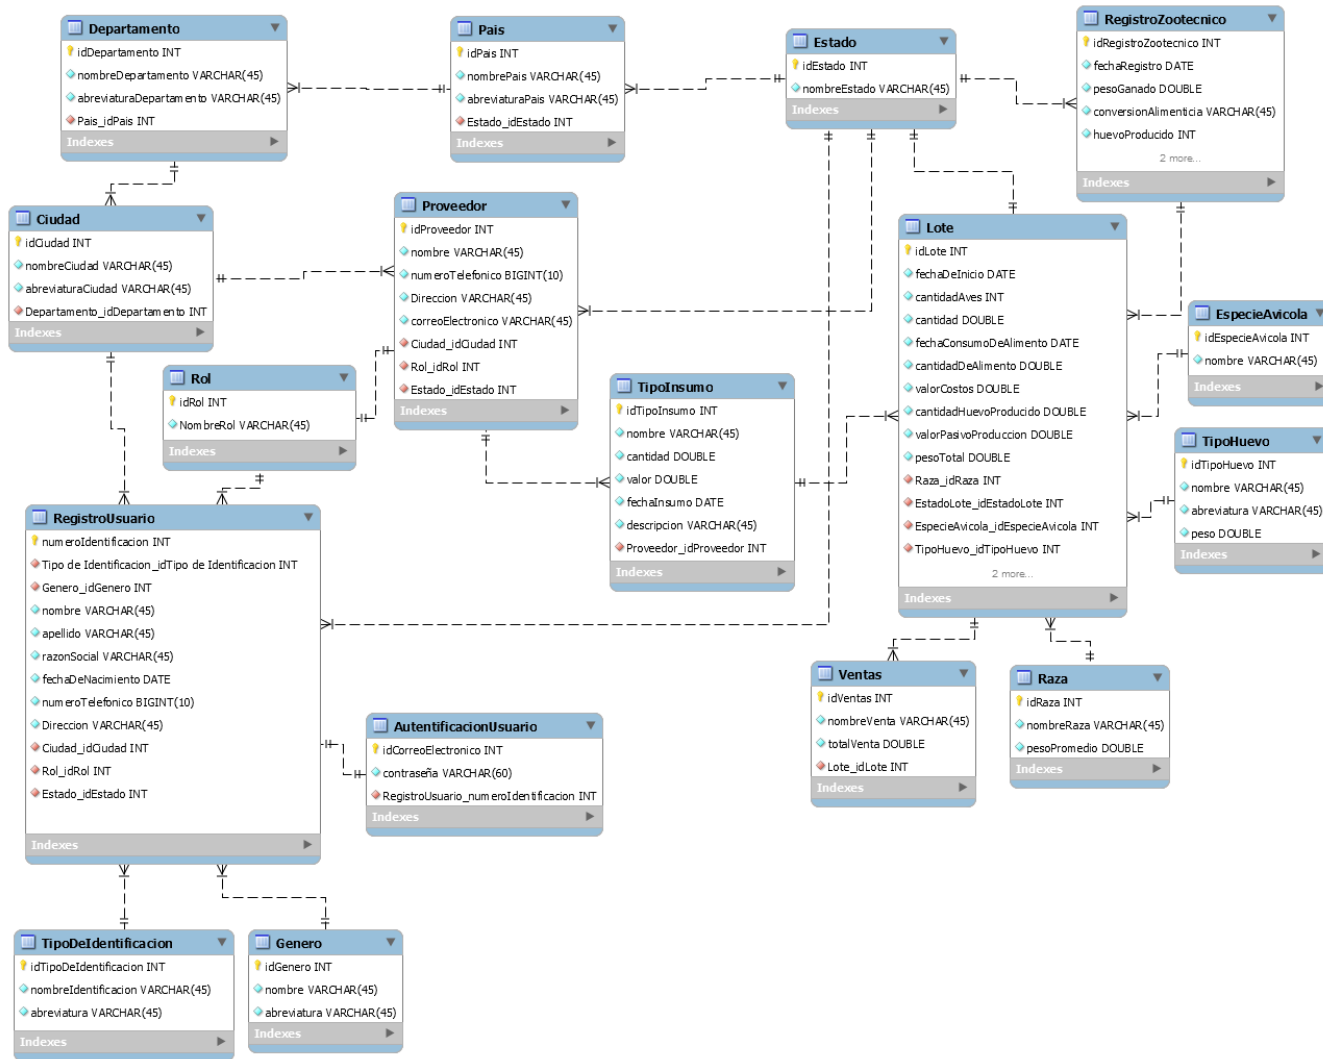 Departamento
idDepartamento INT
nombreDepartamento VARCHAR(45)
abreviaturaDepartamento VARCHAR(45)
Pais_idPais INT
Indexes
Pais
idPais INT
nombrePais VARCHAR(45)
abreviaturaPais VARCHAR(45)
Estado_idEstado INT
Indexes
Estado
idEstado INT
nombreEstado VARCHAR(45)
Indexes
RegistroZootecnico
idRegistroZootecnico INT
fechaRegistro DATE
pesoGanado DOUBLE
conversionAlimenticia VARCHAR(45)
huevoProducido INT
2 more...
Indexes
Ciudad
idCiudad INT
nombreCiudad VARCHAR(45)
abreviaturaCiudad VARCHAR(45)
Departamento_idDepartamento INT
Indexes
Proveedor
idProveedor INT
nombre VARCHAR(45)
numeroTelefonico BIGINT(10)
Direccion VARCHAR(45)
correoElectronico VARCHAR(45)
Ciudad_idCiudad INT
Rol_idRol INT
Estado_idEstado INT
Indexes
Lote
idLote INT
fechaDeInicio DATE
cantidadAves INT
cantidad DOUBLE
fechaConsumoDeAlimento DATE
cantidadDeAlimento DOUBLE
valorCostos DOUBLE
cantidadHuevoProducido DOUBLE
valorPasivoProduccion DOUBLE
pesoTotal DOUBLE
Raza_idRaza INT
EstadoLote_idEstadoLote INT
EspecieAvicola_idEspecieAvicola INT
TipoHuevo_idTipoHuevo INT
2 more...
Indexes
EspecieAvicola
idEspecieAvicola INT
nombre VARCHAR(45)
Indexes
Rol
idRol INT
NombreRol VARCHAR(45)
Indexes
TipoInsumo
idTipoInsumo INT
nombre VARCHAR(45)
cantidad DOUBLE
valor DOUBLE
fechaInsumo DATE
descripcion VARCHAR(45)
Proveedor_idProveedor INT
Indexes
TipoHuevo
idTipoHuevo INT
nombre VARCHAR(45)
abreviatura VARCHAR(45)
peso DOUBLE
Indexes
RegistroUsuario
numeroIdentificacion INT
Tipo de Identificacion_idTipo de Identificacion INT
Genero_idGenero INT
nombre VARCHAR(45)
apellido VARCHAR(45)
razonSocial VARCHAR(45)
fechaDeNacimiento DATE
numeroTelefonico BIGINT(10)
Direccion VARCHAR(45)
Ciudad_idCiudad INT
Rol_idRol INT
Estado_idEstado INT
Indexes
AutentificacionUsuario
idCorreoElectronico INT
contraseña VARCHAR(60)
RegistroUsuario_numeroIdentificacion INT
Indexes
Ventas
idVentas INT
nombreVenta VARCHAR(45)
totalVenta DOUBLE
Lote_idLote INT
Indexes
Raza
idRaza INT
nombreRaza VARCHAR(45)
pesoPromedio DOUBLE
Indexes
TipoDeIdentificacion
idTipoDeIdentificacion INT
nombreIdentificacion VARCHAR(45)
abreviatura VARCHAR(45)
Indexes
Genero
idGenero INT
nombre VARCHAR(45)
abreviatura VARCHAR(45)
Indexes